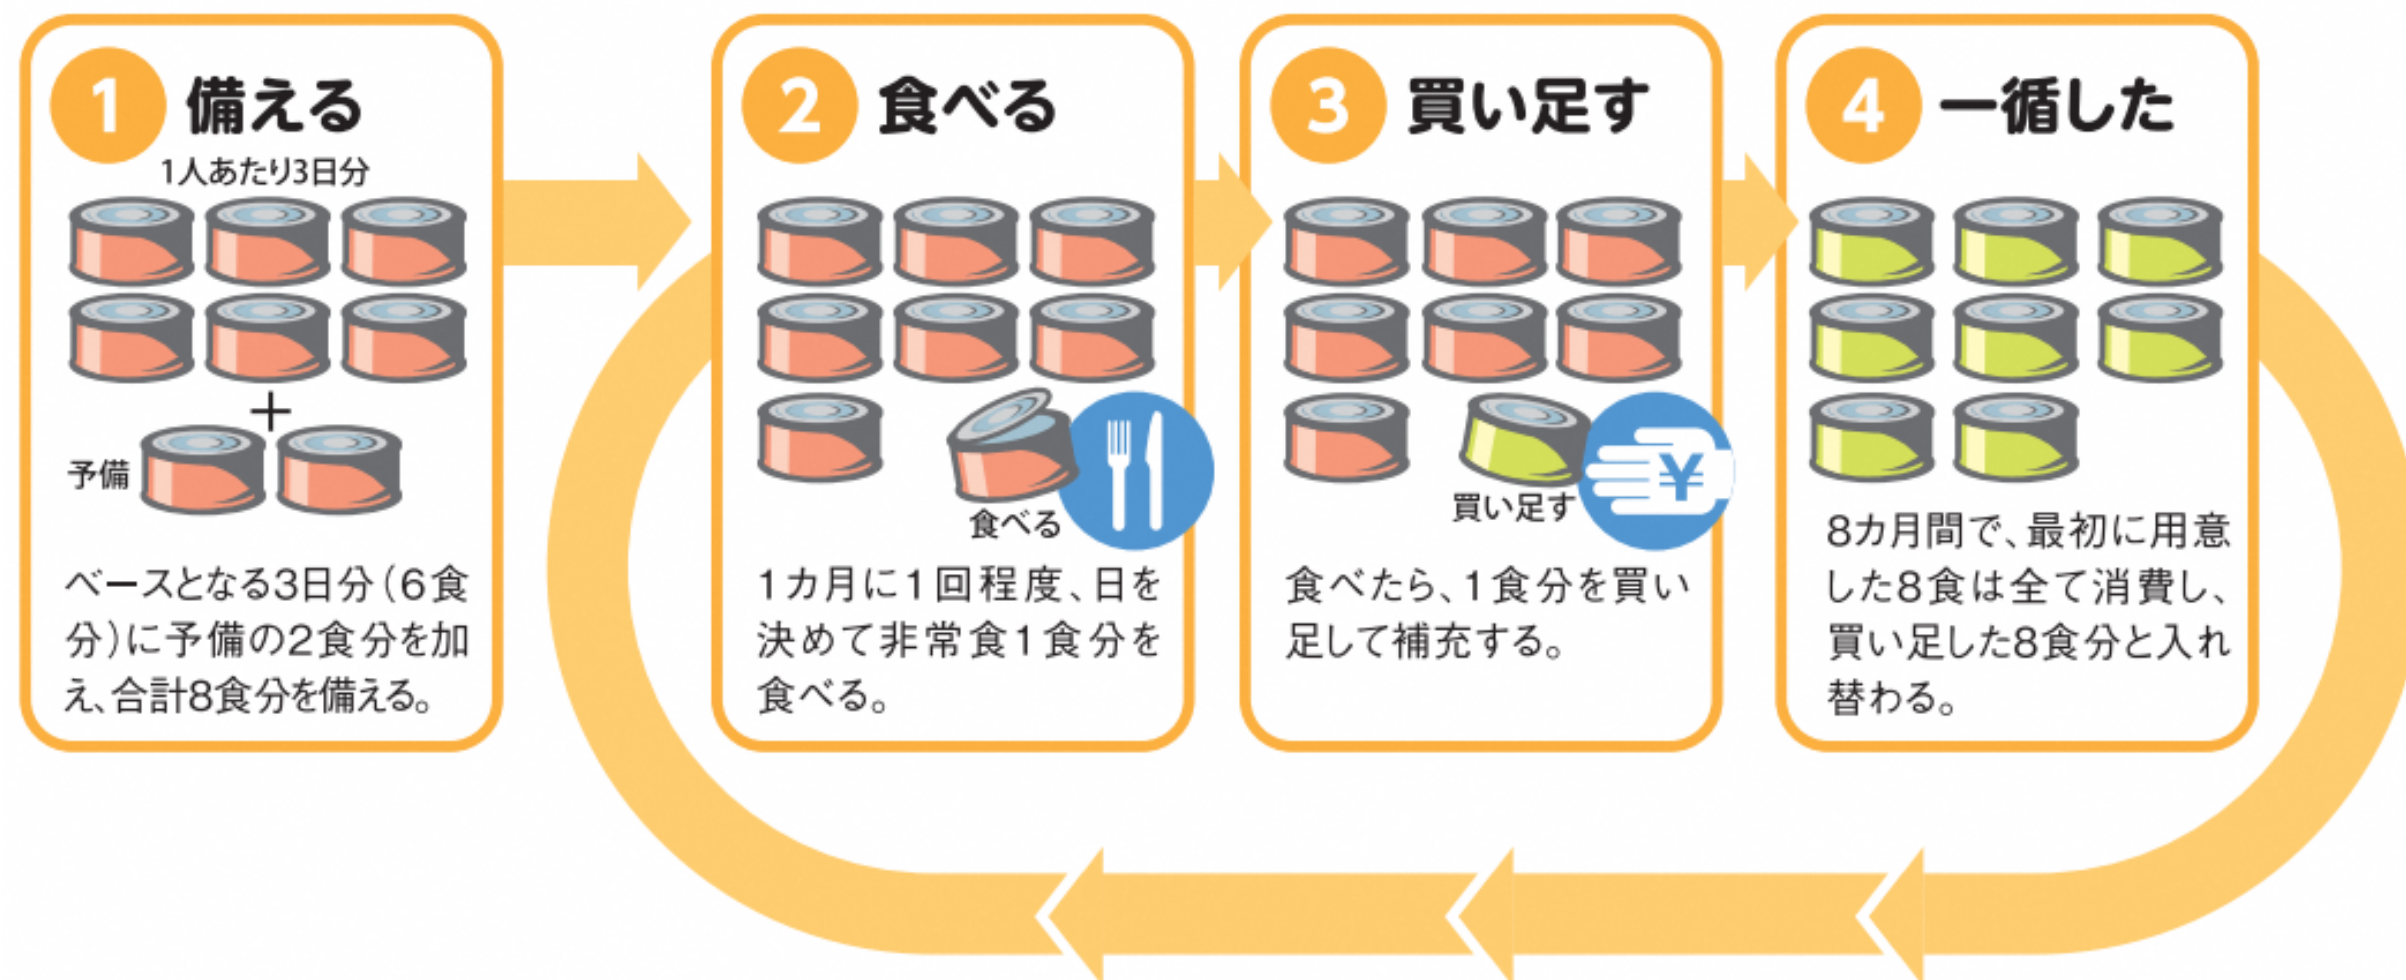 1 備える
1人あたり3日分
+
予備
ベースとなる3日分(6食
分)に予備の2食分を加
え、合計8食分を備える。
2 食べる
食べる
1カ月に1回程度、日を
決めて非常食1食分を
食べる。
3 買い足す
¥
買い足す
食べたら、1食分を買い
足して補充する。
4 一循した
8カ月間で、最初に用意
した8食は全て消費し、
買い足した8食分と入れ
替わる。